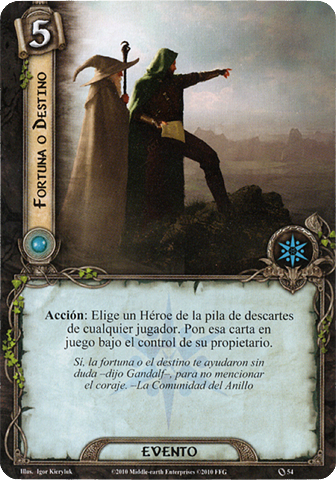 5
FORTUNA O DESTINO
Acción: Elige un Héroe de la pila de descartes
de cualquier jugador. Pon esa carta en
juego bajo el control de su propietario.
Si, la fortuna o el destino te ayudaron sin
duda –dijo Gandalf–, para no mencionar
el coraje. –La Comunidad del Anillo
EVENTO
Illus. Igor Kieryluk
©2010 Middle-earth Enterprises ©2010 FFG
54